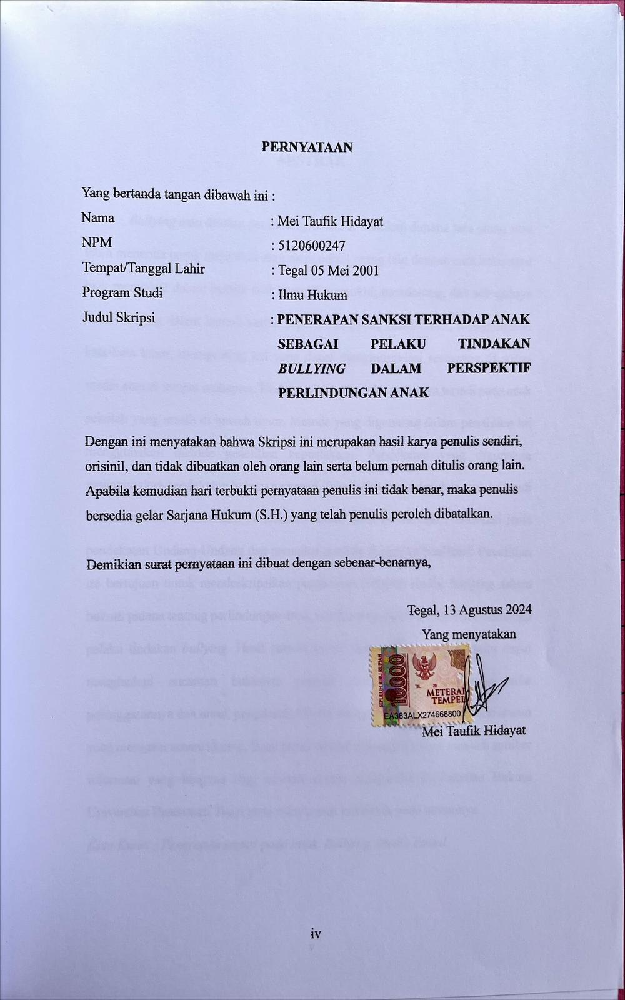 PERNYATAAN
Yang bertanda tangan dibawah ini :
Nama : Mei Taufik Hidayat
NPM : 5120600247
Tempat/Tanggal Lahir : Tegal 05 Mei 2001
Program Studi : Ilmu Hukum
Judul Skripsi : PENERAPAN SANKSI TERHADAP ANAK
SEBAGAI PELAKU TINDAKAN
BULLYING DALAM PERSPEKTIF
PERLINDUNGAN ANAK
Dengan ini menyatakan bahwa Skripsi ini merupakan hasil karya penulis sendiri,
orisinil, dan tidak dibuatkan oleh orang lain serta belum pernah ditulis orang lain.
Apabila kemudian hari terbukti pernyataan penulis ini tidak benar, maka penulis
bersedia gelar Sarjana Hukum (S.H.) yang telah penulis peroleh dibatalkan.
Demikian surat pernyataan ini dibuat dengan sebenar-benarnya,
Tegal, 13 Agustus 2024
Yang menyatakan
SEPULUH RIBU RUPIAH
10000
TGL. 20
METERAI
TEMPEL
EA383ALX274668800
Mei Taufik Hidayat
iv